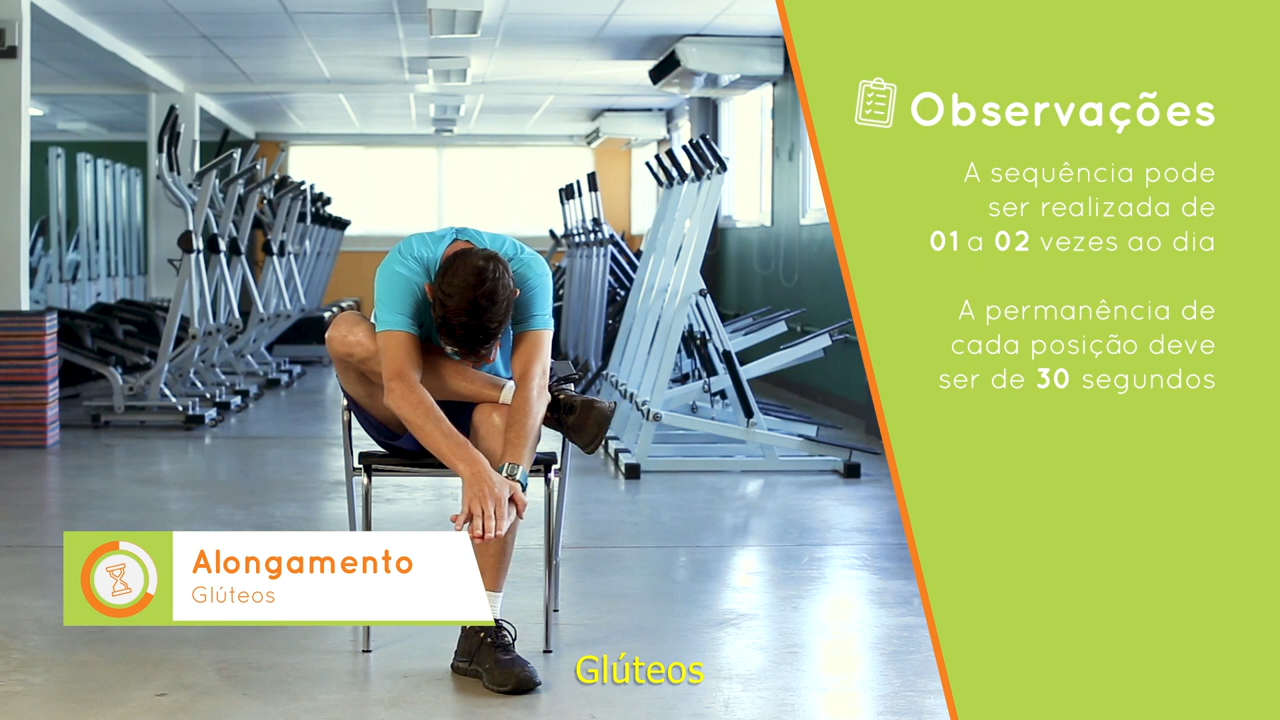 Observações
A sequência pode
ser realizada de
01 a 02 vezes ao dia
A permanência de
cada posição deve
ser de 30 segundos
Alongamento
Glúteos
Glúteos